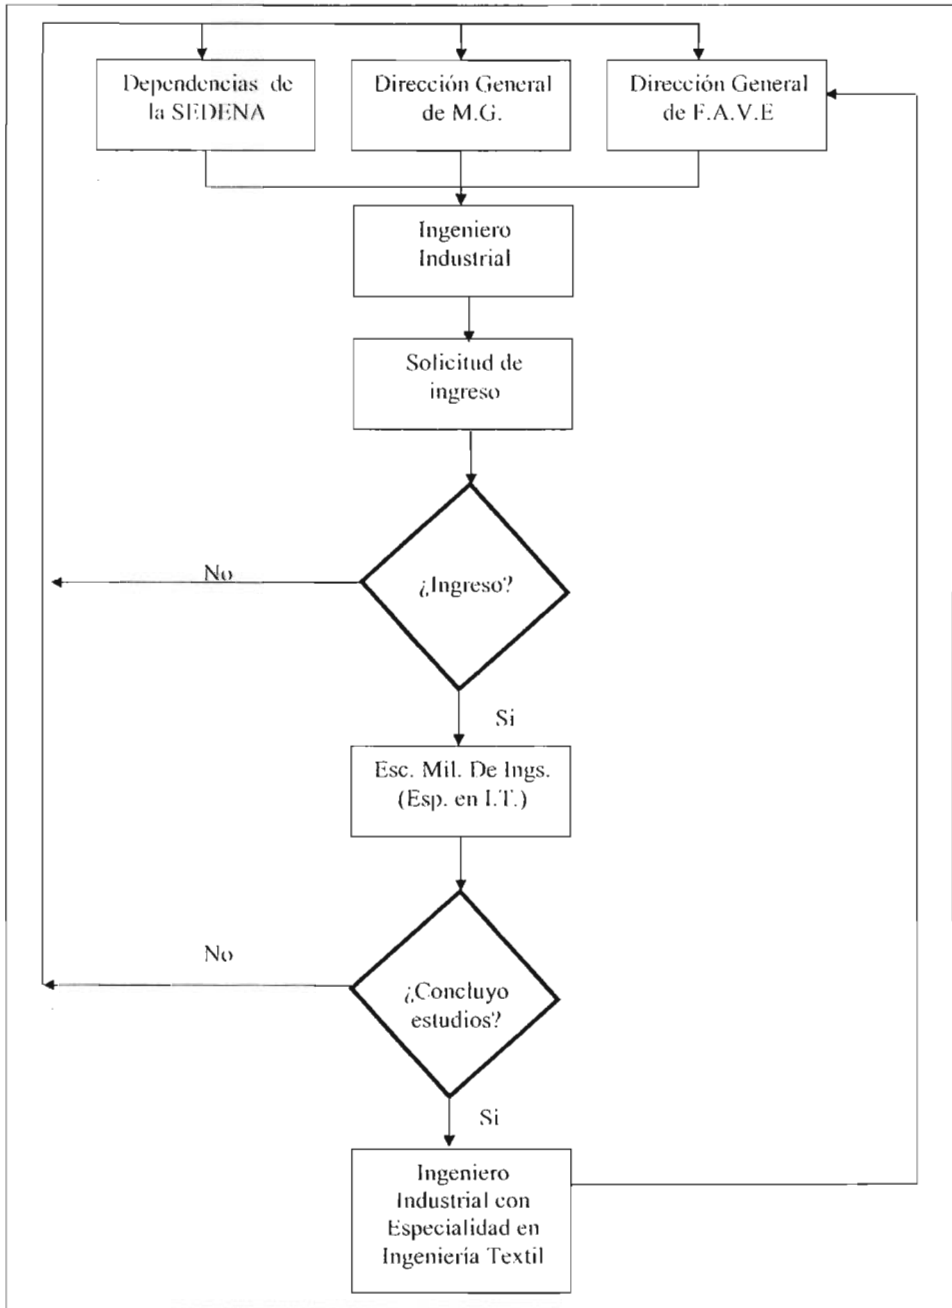 Dependencias de
la SEDENA
Dirección General
de M.G.
Dirección General
de F.A.V.E
Ingeniero
Industrial
Solicitud de
ingreso
¿Ingreso?
No
Si
Esc. Mil. De Ings.
(Esp. en I.T.)
No
¿Concluyo
estudios?
Si
Ingeniero
Industrial con
Especialidad en
Ingeniería Textil